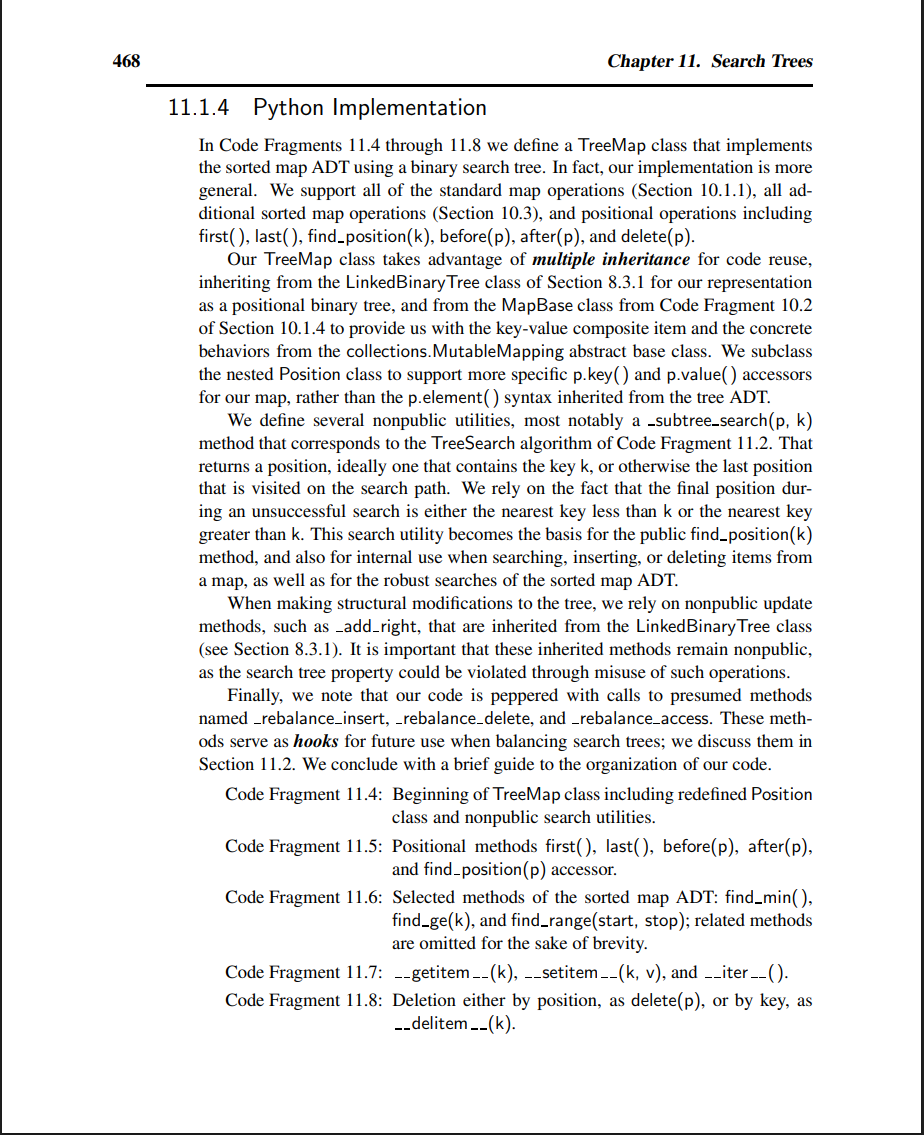 468
Chapter 11. Search Trees
11.1.4 Python Implementation
In Code Fragments 11.4 through 11.8 we define a TreeMap class that implements
the sorted map ADT using a binary search tree. In fact, our implementation is more
general. We support all of the standard map operations (Section 10.1.1), all ad-
ditional sorted map operations (Section 10.3), and positional operations including
first( ), last( ), find_position(k), before(p), after(p), and delete(p).
Our TreeMap class takes advantage of multiple inheritance for code reuse,
inheriting from the LinkedBinaryTree class of Section 8.3.1 for our representation
as a positional binary tree, and from the MapBase class from Code Fragment 10.2
of Section 10.1.4 to provide us with the key-value composite item and the concrete
behaviors from the collections.MutableMapping abstract base class. We subclass
the nested Position class to support more specific p.key( ) and p.value( ) accessors
for our map, rather than the p.element( ) syntax inherited from the tree ADT.
We define several nonpublic utilities, most notably a _subtree_search(p, k)
method that corresponds to the TreeSearch algorithm of Code Fragment 11.2. That
returns a position, ideally one that contains the key k, or otherwise the last position
that is visited on the search path. We rely on the fact that the final position dur-
ing an unsuccessful search is either the nearest key less than k or the nearest key
greater than k. This search utility becomes the basis for the public find_position(k)
method, and also for internal use when searching, inserting, or deleting items from
a map, as well as for the robust searches of the sorted map ADT.
When making structural modifications to the tree, we rely on nonpublic update
methods, such as _add_right, that are inherited from the LinkedBinaryTree class
(see Section 8.3.1). It is important that these inherited methods remain nonpublic,
as the search tree property could be violated through misuse of such operations.
Finally, we note that our code is peppered with calls to presumed methods
named _rebalance_insert, _rebalance_delete, and _rebalance_access. These meth-
ods serve as hooks for future use when balancing search trees; we discuss them in
Section 11.2. We conclude with a brief guide to the organization of our code.
Code Fragment 11.4: Beginning of TreeMap class including redefined Position
class and nonpublic search utilities.
Code Fragment 11.5: Positional methods first( ), last( ), before(p), after(p),
and find_position(p) accessor.
Code Fragment 11.6: Selected methods of the sorted map ADT: find_min( ),
find_ge(k), and find_range(start, stop); related methods
are omitted for the sake of brevity.
Code Fragment 11.7: __getitem__(k), __setitem__(k, v), and __iter__( ).
Code Fragment 11.8: Deletion either by position, as delete(p), or by key, as
__delitem__(k).